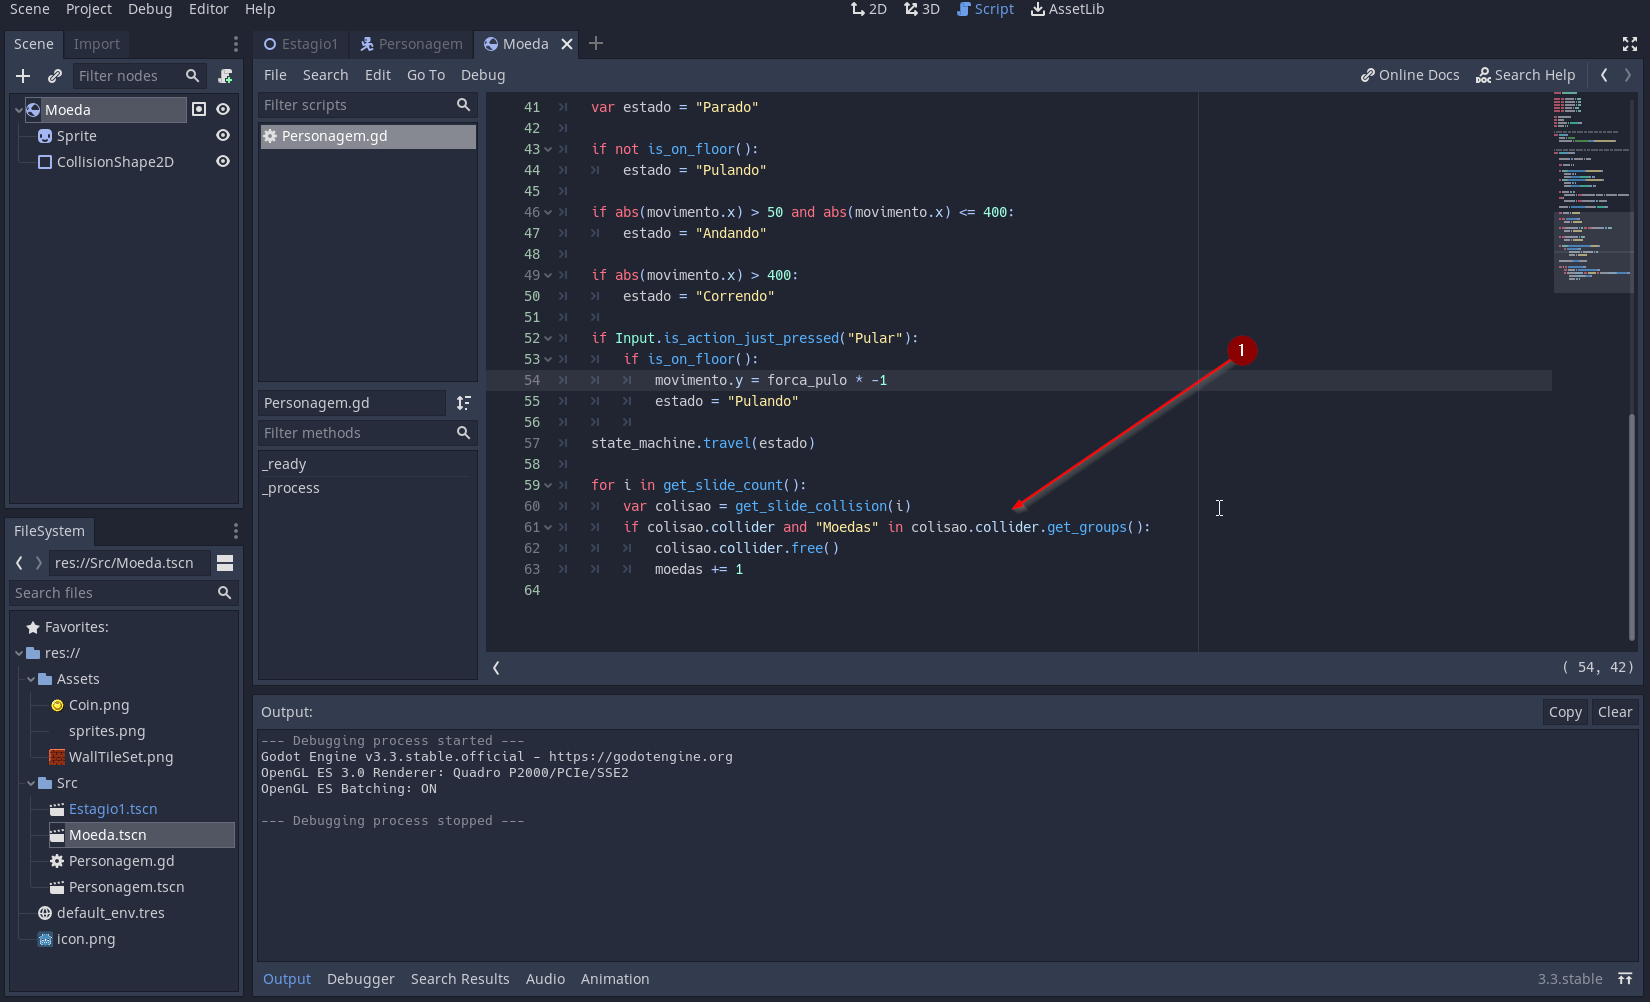 Scene Project Debug Editor Help 2D 3D Script AssetLib
Scene Import
Filter nodes
Moeda
Sprite
CollisionShape2D
FileSystem
res://Src/Moeda.tscn
Search files
Favorites:
res://
Assets
Coin.png
sprites.png
WallTileSet.png
Src
Estagio1.tscn
Moeda.tscn
Personagem.gd
Personagem.tscn
default_env.tres
icon.png
Estagio1 Personagem Moeda
File Search Edit Go To Debug Online Docs Search Help
Filter scripts
Personagem.gd
Personagem.gd
Filter methods
_ready
_process
41 var estado = "Parado"
42
43 if not is_on_floor():
44 estado = "Pulando"
45
46 if abs(movimento.x) > 50 and abs(movimento.x) <= 400:
47 estado = "Andando"
48
49 if abs(movimento.x) > 400:
50 estado = "Correndo"
51
52 if Input.is_action_just_pressed("Pular"):
53 if is_on_floor():
54 movimento.y = forca_pulo * -1
55 estado = "Pulando"
56
57 state_machine.travel(estado)
58
59 for i in get_slide_count():
60 var colisao = get_slide_collision(i)
61 if colisao.collider and "Moedas" in colisao.collider.get_groups():
62 colisao.collider.free()
63 moedas += 1
64
1
( 54, 42)
Output: Copy Clear
--- Debugging process started ---
Godot Engine v3.3.stable.official - https://godotengine.org
OpenGL ES 3.0 Renderer: Quadro P2000/PCIe/SSE2
OpenGL ES Batching: ON
--- Debugging process stopped ---
Output Debugger Search Results Audio Animation 3.3.stable